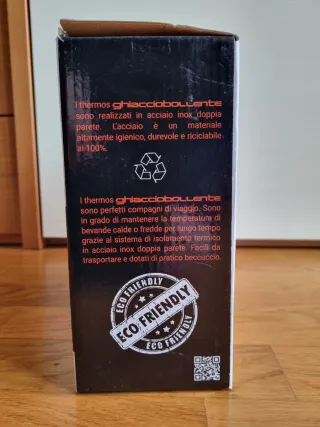 I thermos ghiacciobollente
sono realizzati in acciaio inox doppia
parete. L'acciaio è un materiale
altamente igienico, durevole e riciclabile
al 100%.
I thermos ghiacciobollente
sono perfetti compagni di viaggio. Sono
in grado di mantenere la temperatura di
bevande calde o fredde per lungo tempo
grazie al sistema di isolamento termico
in acciaio inox doppia parete. Facili da
trasportare e dotati di pratico beccuccio.
ECO FRIENDLY
ECO FRIENDLY
ECO FRIENDLY